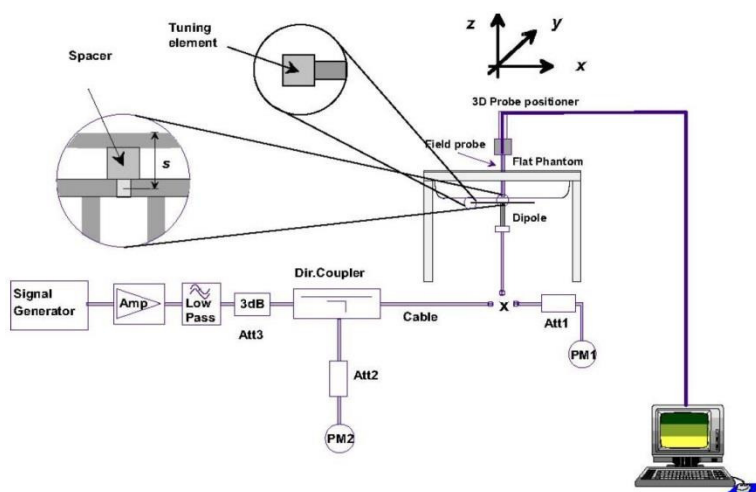 Tuning
element
Spacer
z
y
x
3D Probe positioner
Field probe
Flat Phantom
s
Dipole
Dir.Coupler
Signal
Generator
Amp
Low
Pass
3dB
Att3
Cable
x
Att1
PM1
Att2
PM2